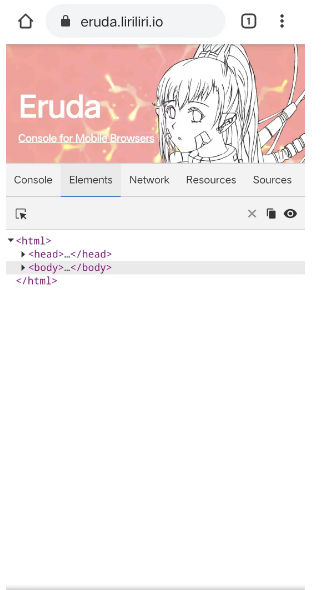 eruda.liriliri.io
1
Eruda
Console for Mobile Browsers
Console Elements Network Resources Sources
<html>
<head>…</head>
<body>…</body>
</html>